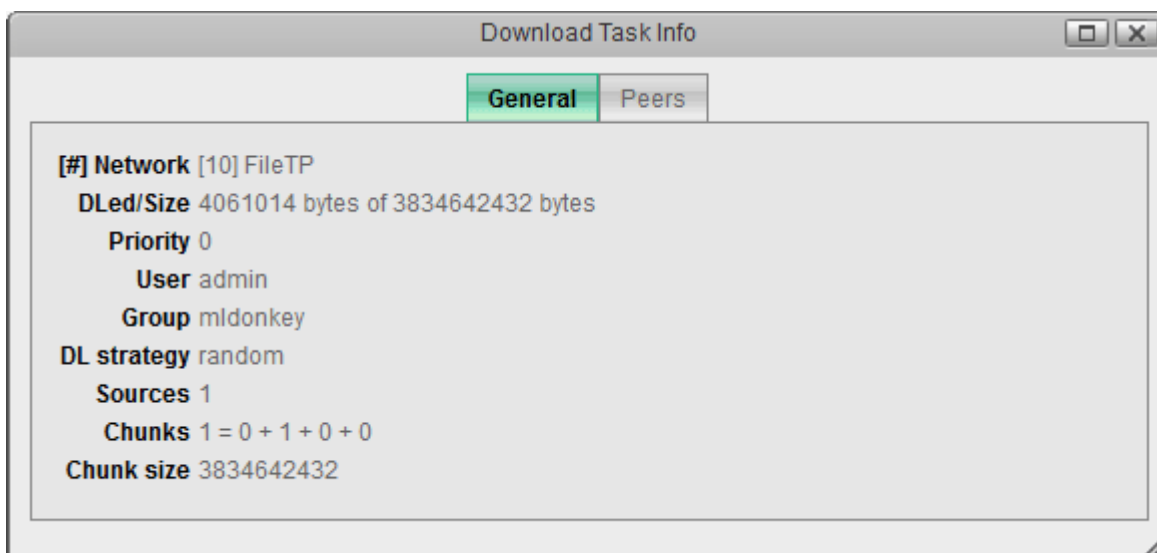 Download Task Info
General Peers
[#] Network [10] FileTP
DLed/Size 4061014 bytes of 3834642432 bytes
Priority 0
User admin
Group mldonkey
DL strategy random
Sources 1
Chunks 1 = 0 + 1 + 0 + 0
Chunk size 3834642432